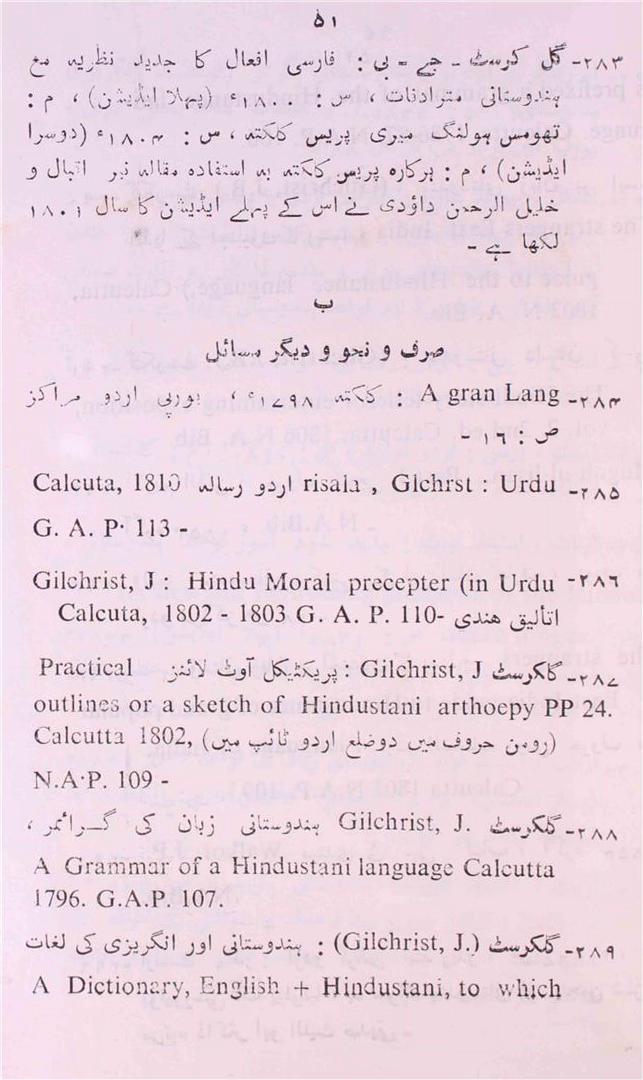 ۵۱
۲۸۳- گل کرسٹ - جے - بی : فارسی افعال کا جدید نظریہ مع
ہندوستانی مترادفات ، س : ۱۸۰۰ء (پہلا ایڈیشن) ، م :
تھومس ہولنگ میری پریس کلکتہ ، س : ۱۸۰۴ء (دوسرا
ایڈیشن) ، م : ہرکارہ پریس کلکتہ بہ استفادہ مقالہ نیر اقبال و
خلیل الرحمن داؤدی نے اس کے پہلے ایڈیشن کا سال ۱۸۰۱
لکھا ہے -
ب
صرف و نحو و دیگر مسائل
۲۸۴- A gran Lang : کلکتہ ۱۷۹۸ء ، یورپی اردو مراکز
ص : ۱۶ -
۲۸۵- Calcuta, 1810 اردو رسالہ risala , Glchrst : Urdu
G. A. P· 113 -
۲۸۶- Gilchrist, J : Hindu Moral precepter (in Urdu
Calcuta, 1802 - 1803 G. A. P. 110- اتالیق ھندی
۲۸۷- گلکرسٹ Gilchrist, J : پریکٹیکل آوٹ لائنز Practical
outlines or a sketch of Hindustani arthoepy PP 24.
Calcutta 1802, (رومن حروف میں دوضلع اردو ٹائپ میں)
N.A·P. 109 -
۲۸۸- گلکرسٹ Gilchrist, J. ہندوستانی زبان کی گرائمر ،
A Grammar of a Hindustani language Calcutta
1796. G.A.P. 107.
۲۸۹- گلکرسٹ (Gilchrist, J.) : ہندوستانی اور انگریزی کی لغات
A Dictionary, English + Hindustani, to which